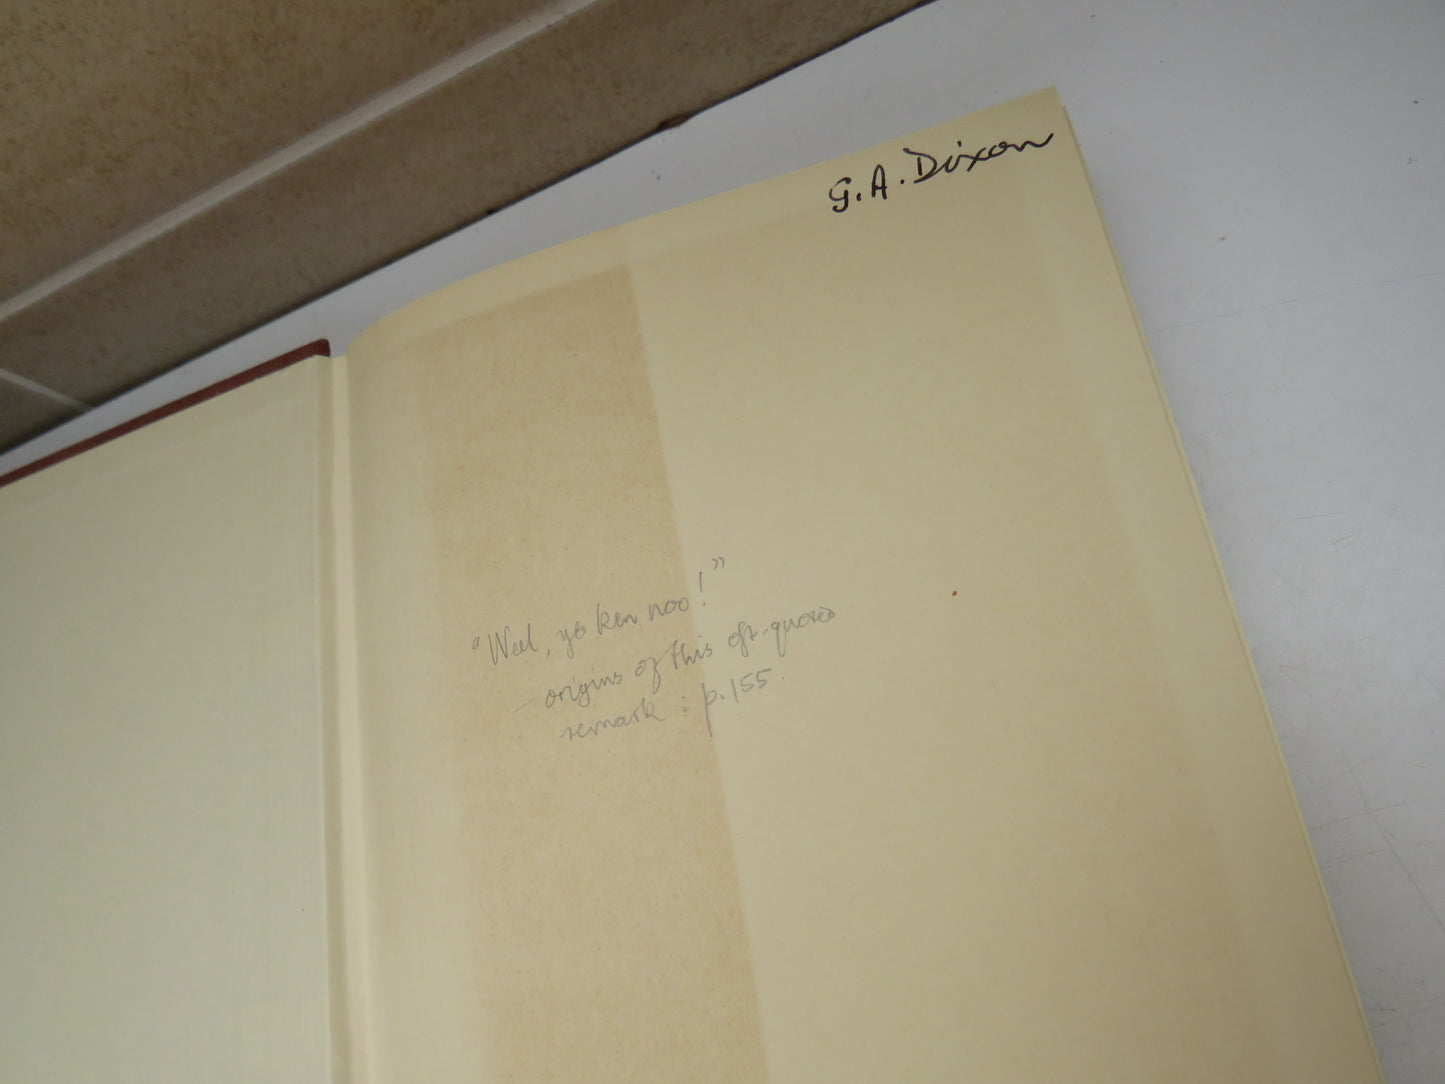 G.A. Dixon
"Weel, ye ken noo!"
– origins of this oft-quoted
remark : p.155.